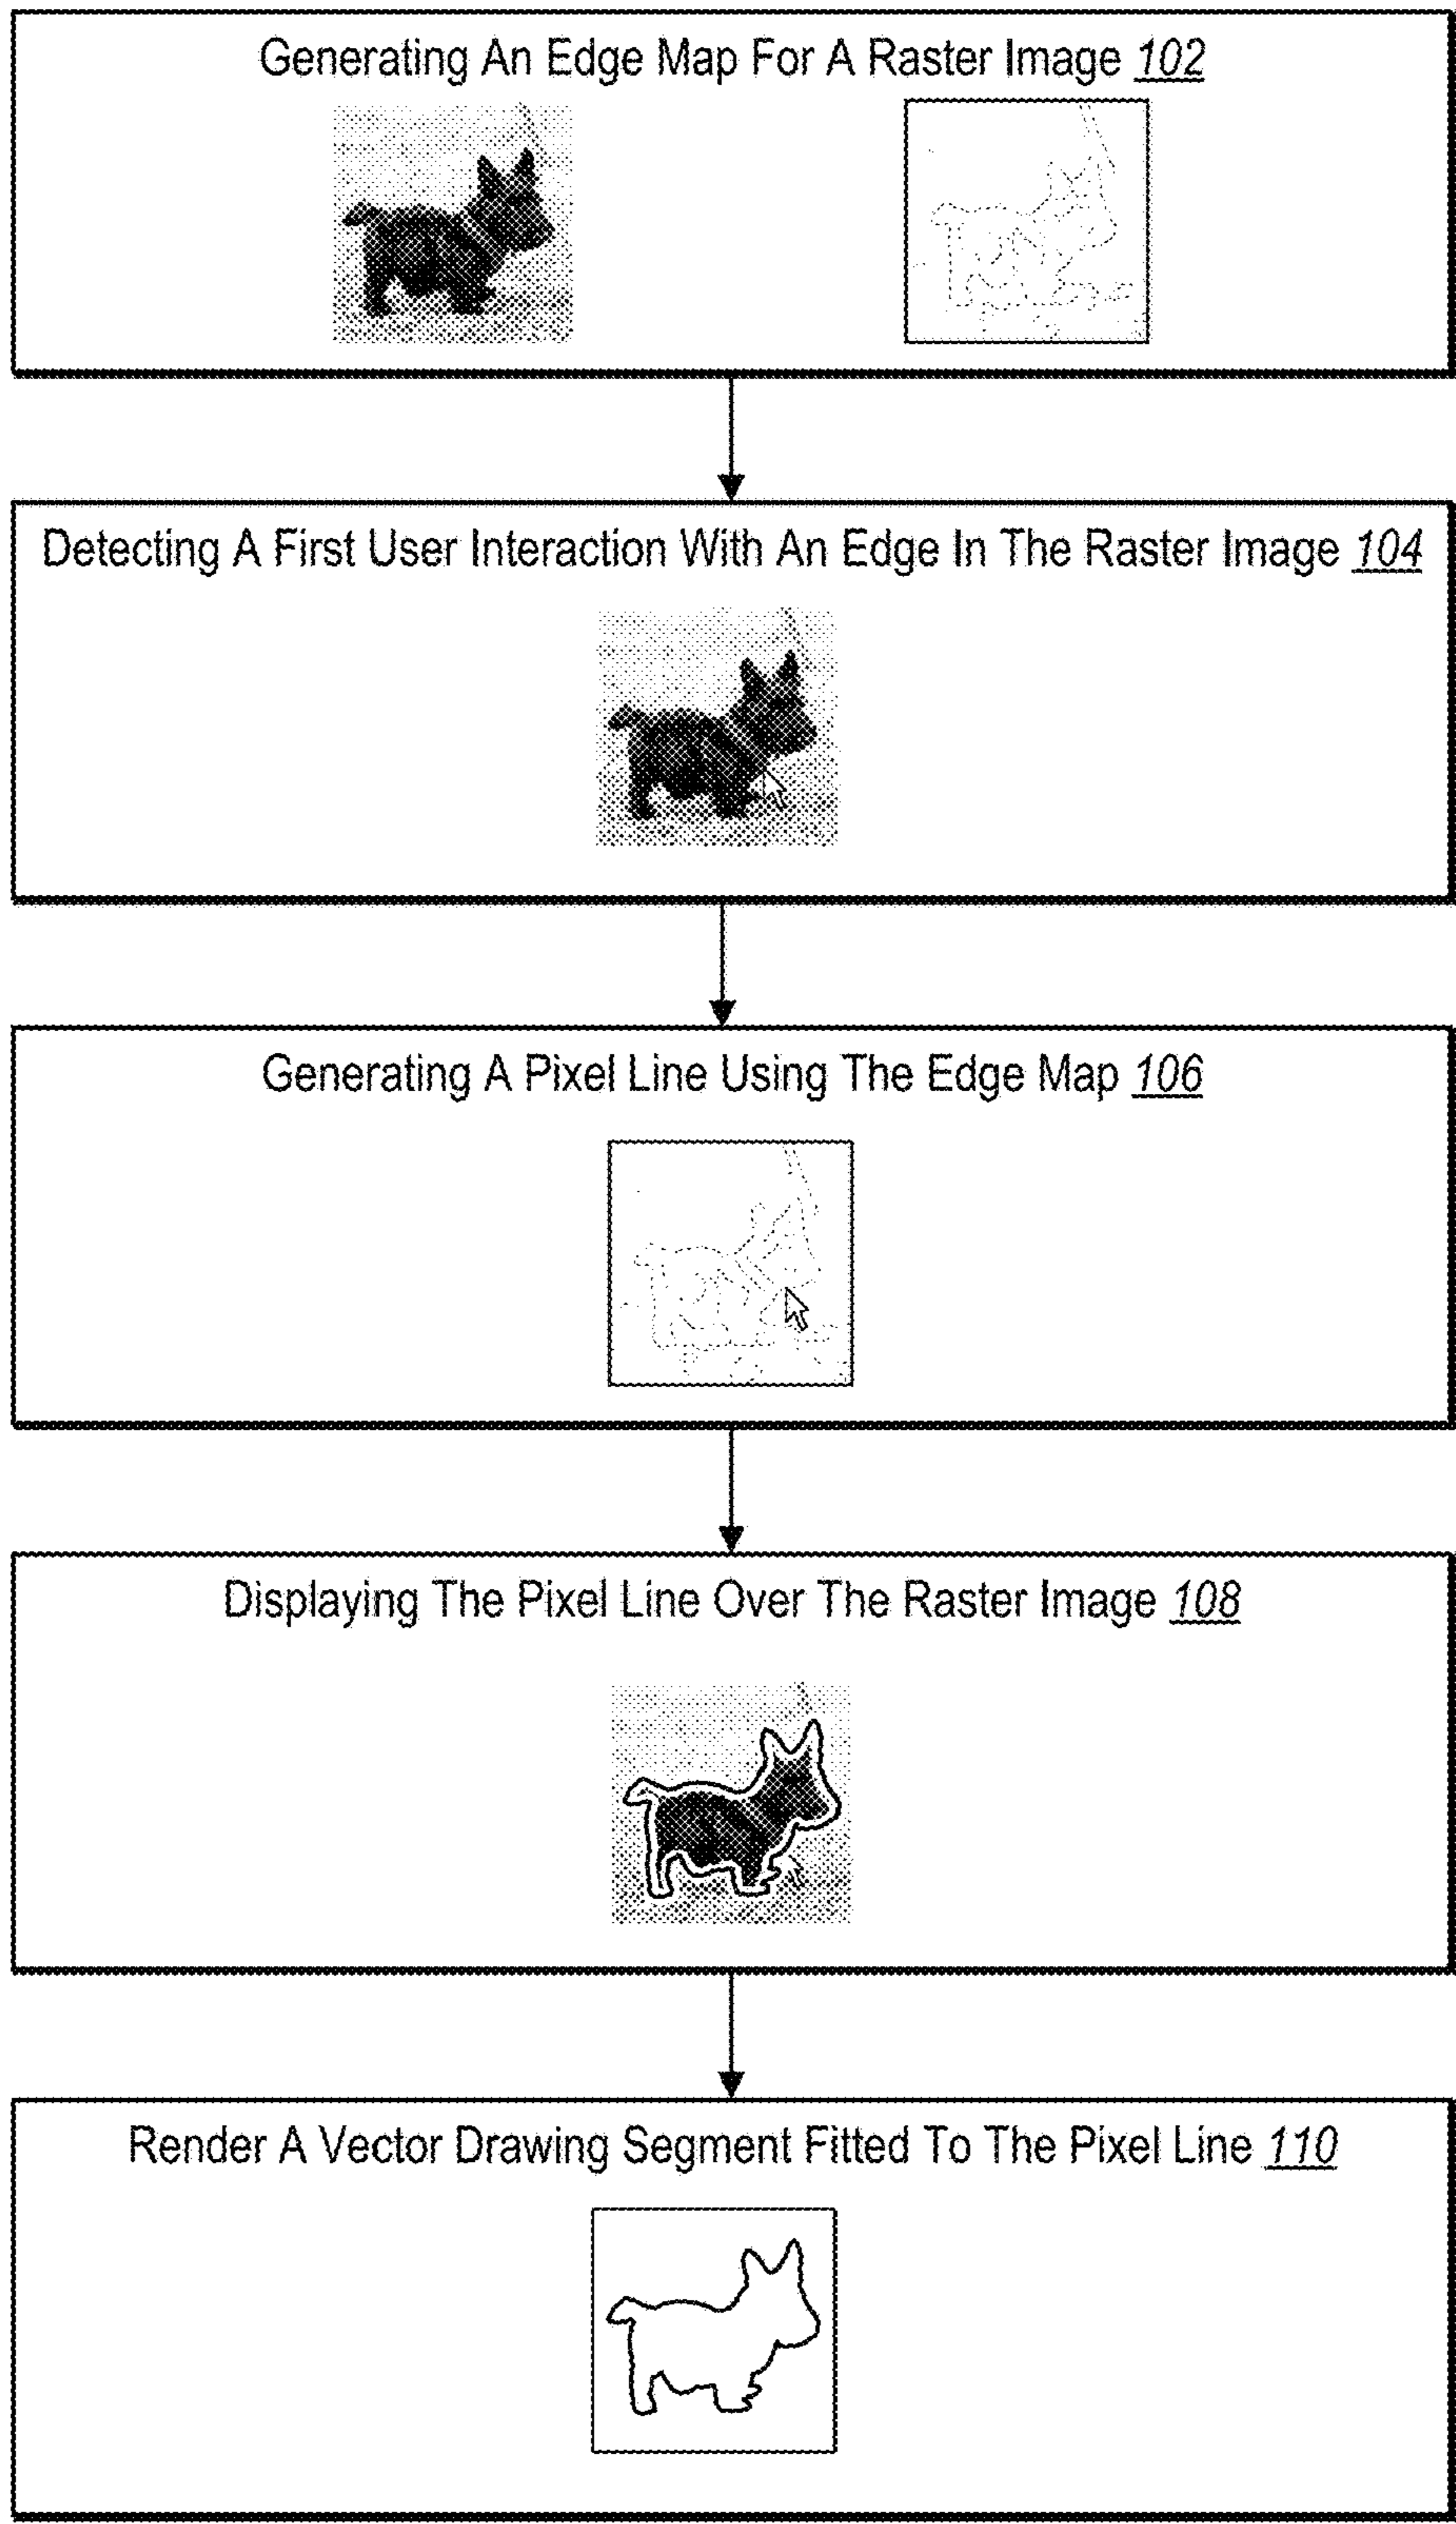 Generating An Edge Map For A Raster Image 102
Detecting A First User Interaction With An Edge In The Raster Image 104
Generating A Pixel Line Using The Edge Map 106
Displaying The Pixel Line Over The Raster Image 108
Render A Vector Drawing Segment Fitted To The Pixel Line 110